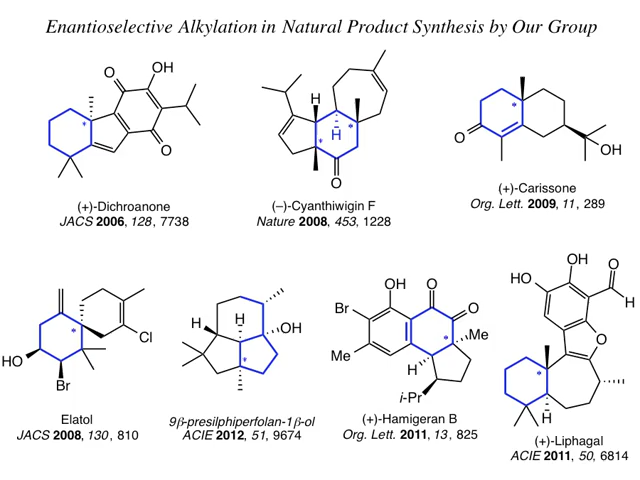 Enantioselective Alkylation in Natural Product Synthesis by Our Group
O
OH
O
*
H
H
*
*
O
*
O
OH
(+)-Dichroanone
JACS 2006, 128, 7738
(–)-Cyanthiwigin F
Nature 2008, 453, 1228
(+)-Carissone
Org. Lett. 2009, 11, 289
*
Cl
HO
Br
H
H
OH
*
OH
O
O
Br
Me
Me
*
H
i-Pr
OH
HO
O
H
O
*
H
Elatol
JACS 2008, 130, 810
9β-presilphiperfolan-1β-ol
ACIE 2012, 51, 9674
(+)-Hamigeran B
Org. Lett. 2011, 13, 825
(+)-Liphagal
ACIE 2011, 50, 6814